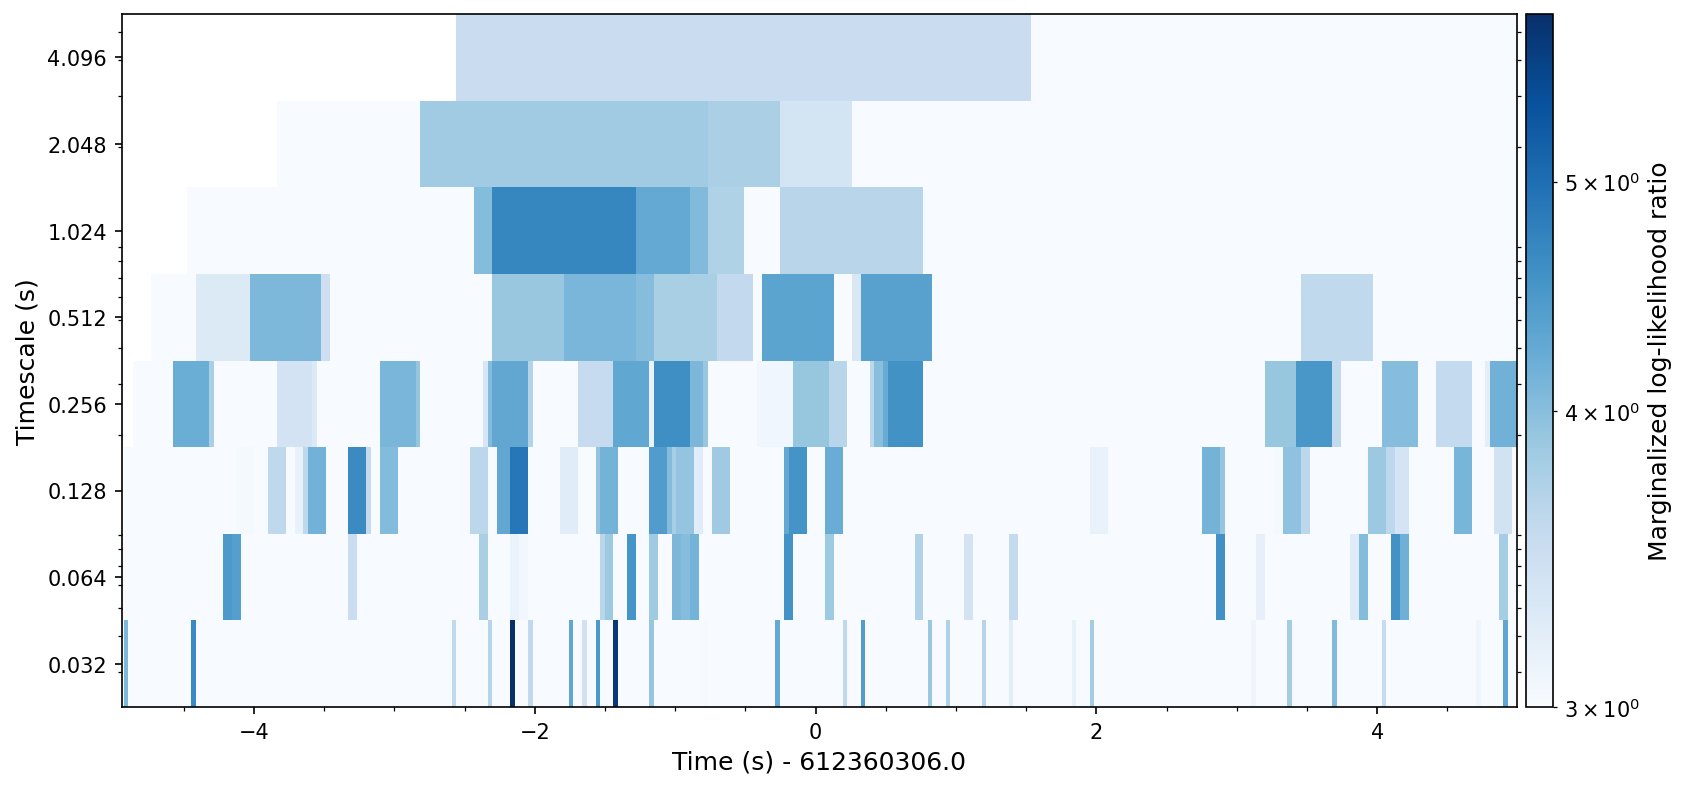 4.096
2.048
1.024
0.512
0.256
0.128
0.064
0.032
Timescale (s)
−4
−2
0
2
4
Time (s) - 612360306.0
5 × 10⁰
4 × 10⁰
3 × 10⁰
Marginalized log-likelihood ratio